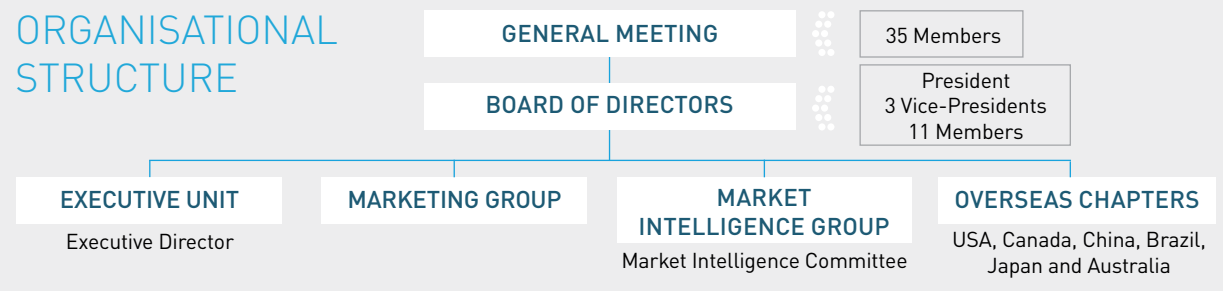 ORGANISATIONAL
STRUCTURE
GENERAL MEETING
35 Members
BOARD OF DIRECTORS
President
3 Vice-Presidents
11 Members
EXECUTIVE UNIT
Executive Director
MARKETING GROUP
MARKET
INTELLIGENCE GROUP
Market Intelligence Committee
OVERSEAS CHAPTERS
USA, Canada, China, Brazil,
Japan and Australia